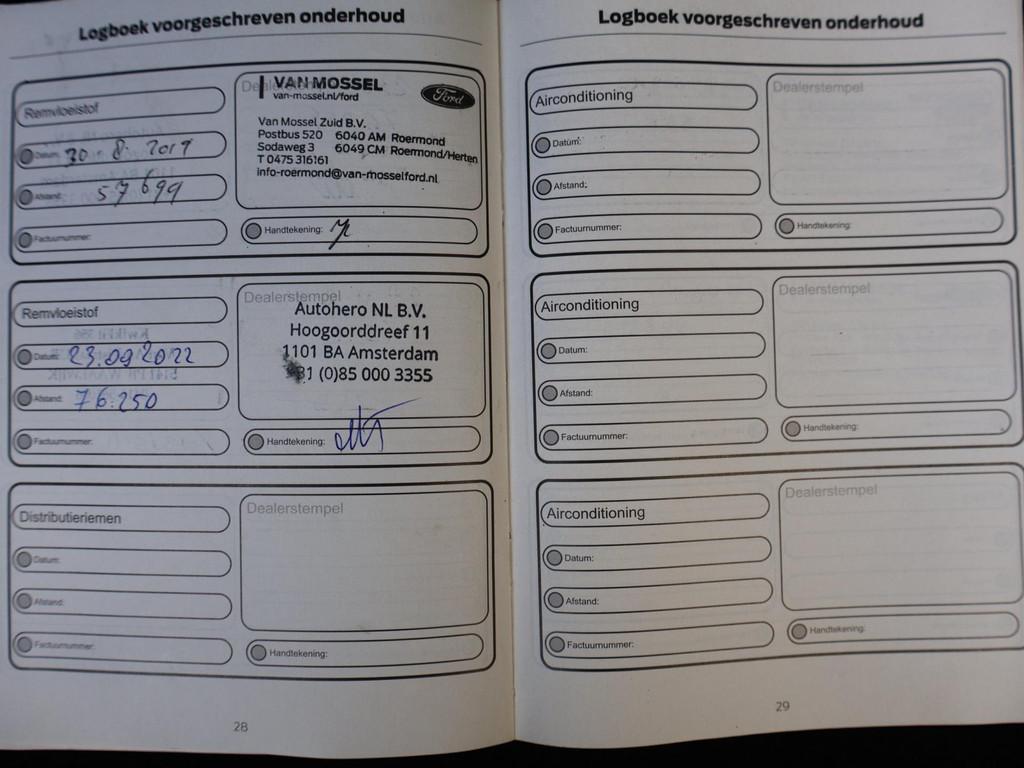 Logboek voorgeschreven onderhoud
Remvloeistof
Datum: 30-8-2019
Afstand: 57699
Factuurnummer:
Dealerstempel
VAN MOSSEL
van-mossel.nl/ford
Ford
Van Mossel Zuid B.V.
Postbus 520 6040 AM Roermond
Sodaweg 3 6049 CM Roermond/Herten
T 0475 316161
info-roermond@van-mosselford.nl
Handtekening:
Remvloeistof
Datum: 23.09.2022
Afstand: 76.250
Factuurnummer:
Dealerstempel
Autohero NL B.V.
Hoogoorddreef 11
1101 BA Amsterdam
+31 (0)85 000 3355
Handtekening:
Distributieriemen
Datum:
Afstand:
Factuurnummer:
Dealerstempel
Handtekening:
28
Logboek voorgeschreven onderhoud
Airconditioning
Datum:
Afstand:
Factuurnummer:
Dealerstempel
Handtekening:
Airconditioning
Datum:
Afstand:
Factuurnummer:
Dealerstempel
Handtekening:
Airconditioning
Datum:
Afstand:
Factuurnummer:
Dealerstempel
Handtekening:
29